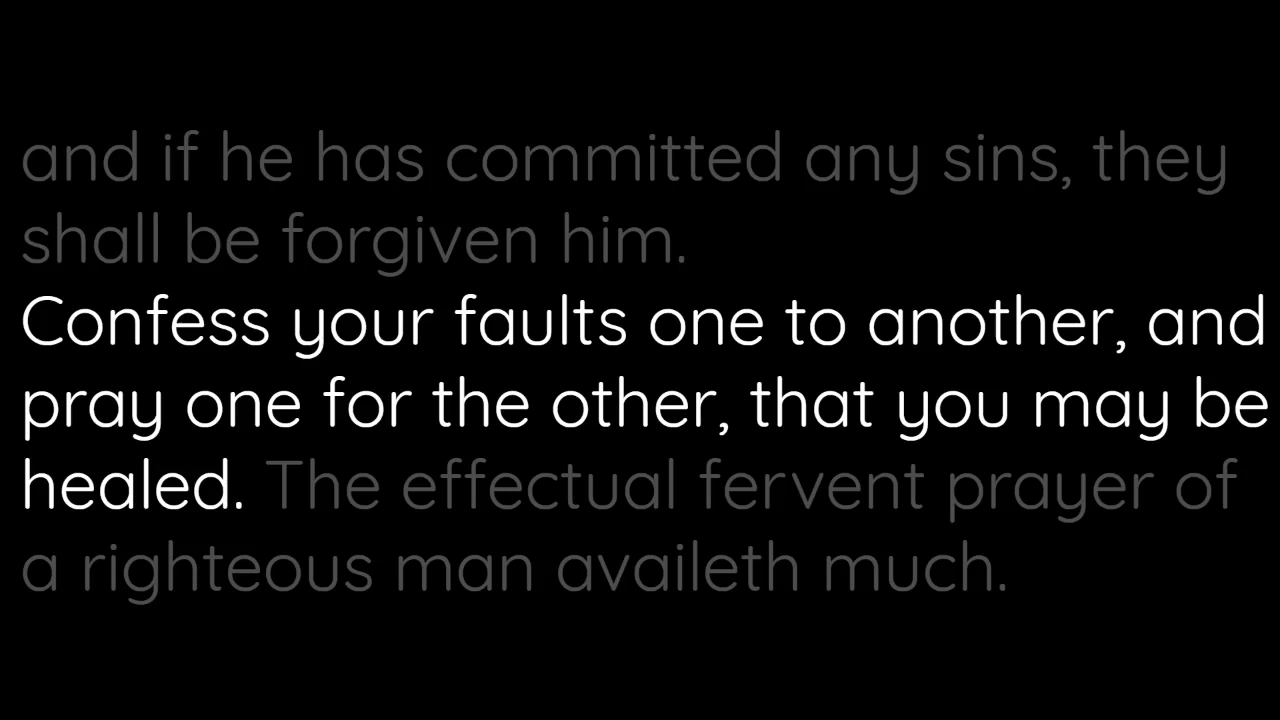 and if he has committed any sins, they
shall be forgiven him.
Confess your faults one to another, and
pray one for the other, that you may be
healed. The effectual fervent prayer of
a righteous man availeth much.